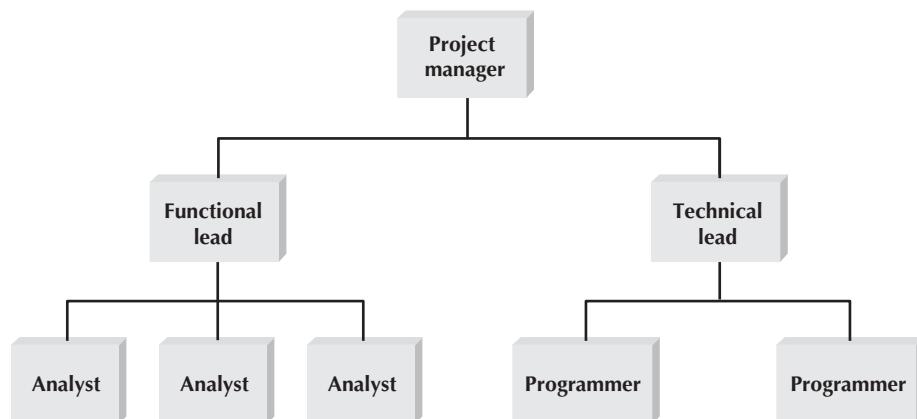 Project
manager
Functional
lead
Technical
lead
Analyst
Analyst
Analyst
Programmer
Programmer